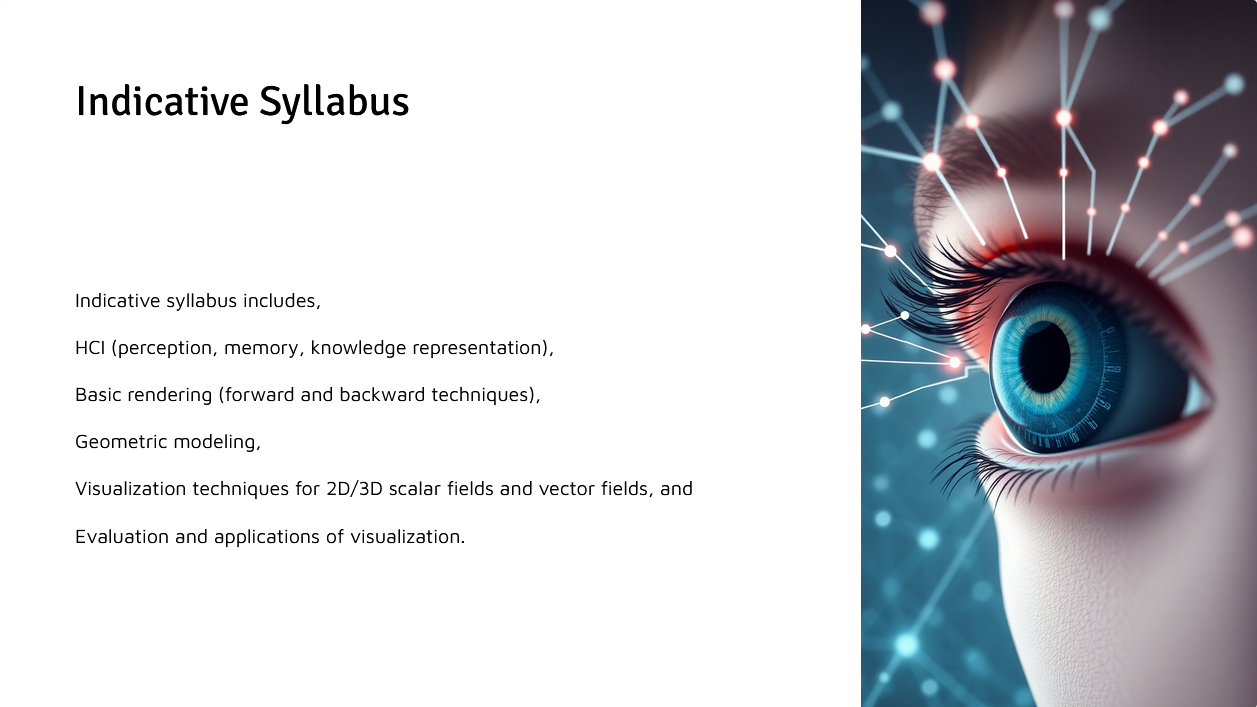 Indicative Syllabus
Indicative syllabus includes,
HCI (perception, memory, knowledge representation),
Basic rendering (forward and backward techniques),
Geometric modeling,
Visualization techniques for 2D/3D scalar fields and vector fields, and
Evaluation and applications of visualization.